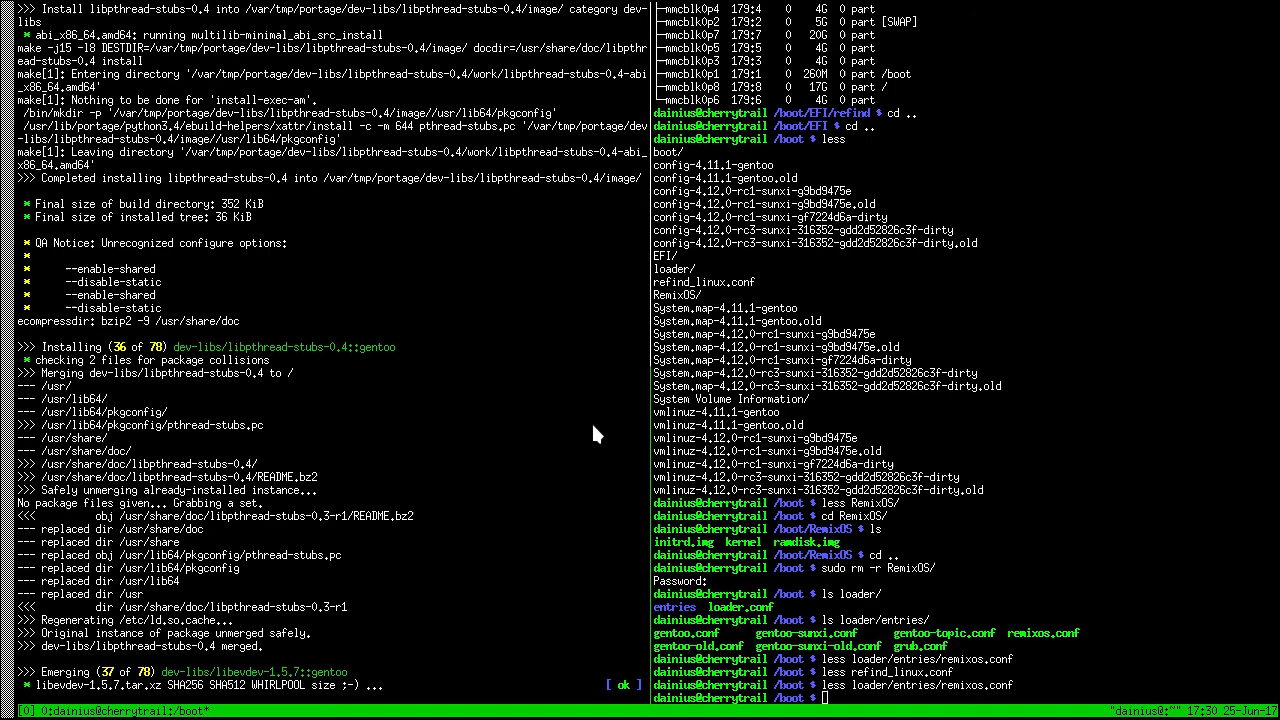 >>> Install libpthread-stubs-0.4 into /var/tmp/portage/dev-libs/libpthread-stubs-0.4/image/ category dev-
libs
 * abi_x86_64.amd64: running multilib-minimal_abi_src_install
make -j15 -l8 DESTDIR=/var/tmp/portage/dev-libs/libpthread-stubs-0.4/image/ docdir=/usr/share/doc/libpthr
ead-stubs-0.4 install
make[1]: Entering directory '/var/tmp/portage/dev-libs/libpthread-stubs-0.4/work/libpthread-stubs-0.4-abi
_x86_64.amd64'
make[1]: Nothing to be done for 'install-exec-am'.
 /bin/mkdir -p '/var/tmp/portage/dev-libs/libpthread-stubs-0.4/image//usr/lib64/pkgconfig'
 /usr/lib/portage/python3.4/ebuild-helpers/xattr/install -c -m 644 pthread-stubs.pc '/var/tmp/portage/dev
-libs/libpthread-stubs-0.4/image//usr/lib64/pkgconfig'
make[1]: Leaving directory '/var/tmp/portage/dev-libs/libpthread-stubs-0.4/work/libpthread-stubs-0.4-abi_
x86_64.amd64'
>>> Completed installing libpthread-stubs-0.4 into /var/tmp/portage/dev-libs/libpthread-stubs-0.4/image/
 * Final size of build directory: 352 KiB
 * Final size of installed tree: 36 KiB
 * QA Notice: Unrecognized configure options:
 *
 *      --enable-shared
 *      --disable-static
 *      --enable-shared
 *      --disable-static
ecompressdir: bzip2 -9 /usr/share/doc
>>> Installing (36 of 78) dev-libs/libpthread-stubs-0.4::gentoo
 * checking 2 files for package collisions
>>> Merging dev-libs/libpthread-stubs-0.4 to /
--- /usr/
--- /usr/lib64/
--- /usr/lib64/pkgconfig/
>>> /usr/lib64/pkgconfig/pthread-stubs.pc
--- /usr/share/
--- /usr/share/doc/
>>> /usr/share/doc/libpthread-stubs-0.4/
>>> /usr/share/doc/libpthread-stubs-0.4/README.bz2
>>> Safely unmerging already-installed instance...
No package files given... Grabbing a set.
<<<          obj /usr/share/doc/libpthread-stubs-0.3-r1/README.bz2
--- replaced dir /usr/share/doc
--- replaced dir /usr/share
--- replaced obj /usr/lib64/pkgconfig/pthread-stubs.pc
--- replaced dir /usr/lib64/pkgconfig
--- replaced dir /usr/lib64
--- replaced dir /usr
<<<          dir /usr/share/doc/libpthread-stubs-0.3-r1
>>> Regenerating /etc/ld.so.cache...
>>> Original instance of package unmerged safely.
>>> dev-libs/libpthread-stubs-0.4 merged.
>>> Emerging (37 of 78) dev-libs/libevdev-1.5.7::gentoo
 * libevdev-1.5.7.tar.xz SHA256 SHA512 WHIRLPOOL size ;-) ... [ ok ]
├─mmcblk0p4  179:4    0   4G  0 part
├─mmcblk0p2  179:2    0   5G  0 part [SWAP]
├─mmcblk0p7  179:7    0  20G  0 part
├─mmcblk0p5  179:5    0   4G  0 part
├─mmcblk0p3  179:3    0   4G  0 part
├─mmcblk0p1  179:1    0 260M  0 part /boot
├─mmcblk0p8  179:8    0  17G  0 part /
└─mmcblk0p6  179:6    0   4G  0 part
dainius@cherrytrail /boot/EFI/refind $ cd ..
dainius@cherrytrail /boot/EFI $ cd ..
dainius@cherrytrail /boot $ less
boot/
config-4.11.1-gentoo
config-4.11.1-gentoo.old
config-4.12.0-rc1-sunxi-g9bd9475e
config-4.12.0-rc1-sunxi-g9bd9475e.old
config-4.12.0-rc1-sunxi-gf7224d6a-dirty
config-4.12.0-rc3-sunxi-316352-gdd2d52826c3f-dirty
config-4.12.0-rc3-sunxi-316352-gdd2d52826c3f-dirty.old
EFI/
loader/
refind_linux.conf
RemixOS/
System.map-4.11.1-gentoo
System.map-4.11.1-gentoo.old
System.map-4.12.0-rc1-sunxi-g9bd9475e
System.map-4.12.0-rc1-sunxi-g9bd9475e.old
System.map-4.12.0-rc1-sunxi-gf7224d6a-dirty
System.map-4.12.0-rc3-sunxi-316352-gdd2d52826c3f-dirty
System.map-4.12.0-rc3-sunxi-316352-gdd2d52826c3f-dirty.old
System Volume Information/
vmlinuz-4.11.1-gentoo
vmlinuz-4.11.1-gentoo.old
vmlinuz-4.12.0-rc1-sunxi-g9bd9475e
vmlinuz-4.12.0-rc1-sunxi-g9bd9475e.old
vmlinuz-4.12.0-rc1-sunxi-gf7224d6a-dirty
vmlinuz-4.12.0-rc3-sunxi-316352-gdd2d52826c3f-dirty
vmlinuz-4.12.0-rc3-sunxi-316352-gdd2d52826c3f-dirty.old
dainius@cherrytrail /boot $ less RemixOS/
dainius@cherrytrail /boot $ cd RemixOS/
dainius@cherrytrail /boot/RemixOS $ ls
initrd.img  kernel  ramdisk.img
dainius@cherrytrail /boot/RemixOS $ cd ..
dainius@cherrytrail /boot $ sudo rm -r RemixOS/
Password:
dainius@cherrytrail /boot $ ls loader/
entries  loader.conf
dainius@cherrytrail /boot $ ls loader/entries/
gentoo.conf      gentoo-sunxi.conf      gentoo-topic.conf  remixos.conf
gentoo-old.conf  gentoo-sunxi-old.conf  grub.conf
dainius@cherrytrail /boot $ less loader/entries/remixos.conf
dainius@cherrytrail /boot $ less refind_linux.conf
dainius@cherrytrail /boot $ less loader/entries/remixos.conf
dainius@cherrytrail /boot $
[0] 0:dainius@cherrytrail:/boot* "dainius@:~" 17:30 25-Jun-17